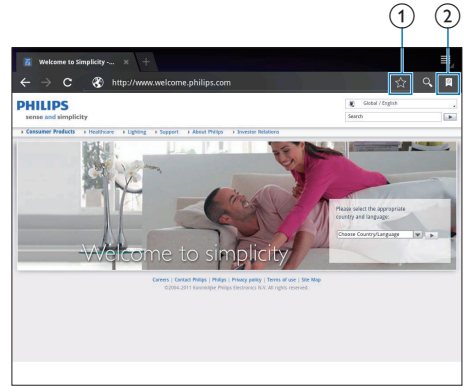 1 2
Welcome to Simplicity -... × +
http://www.welcome.philips.com
PHILIPS
sense and simplicity
Global / English
Search
Consumer Products Healthcare Lighting Support About Philips Investor Relations
Please select the appropriate
country and language:
Choose Country/Language
Welcome to simplicity
Careers | Contact Philips | Philips | Privacy policy | Terms of use | Site Map
©2004-2011 Koninklijke Philips Electronics N.V. All rights reserved.